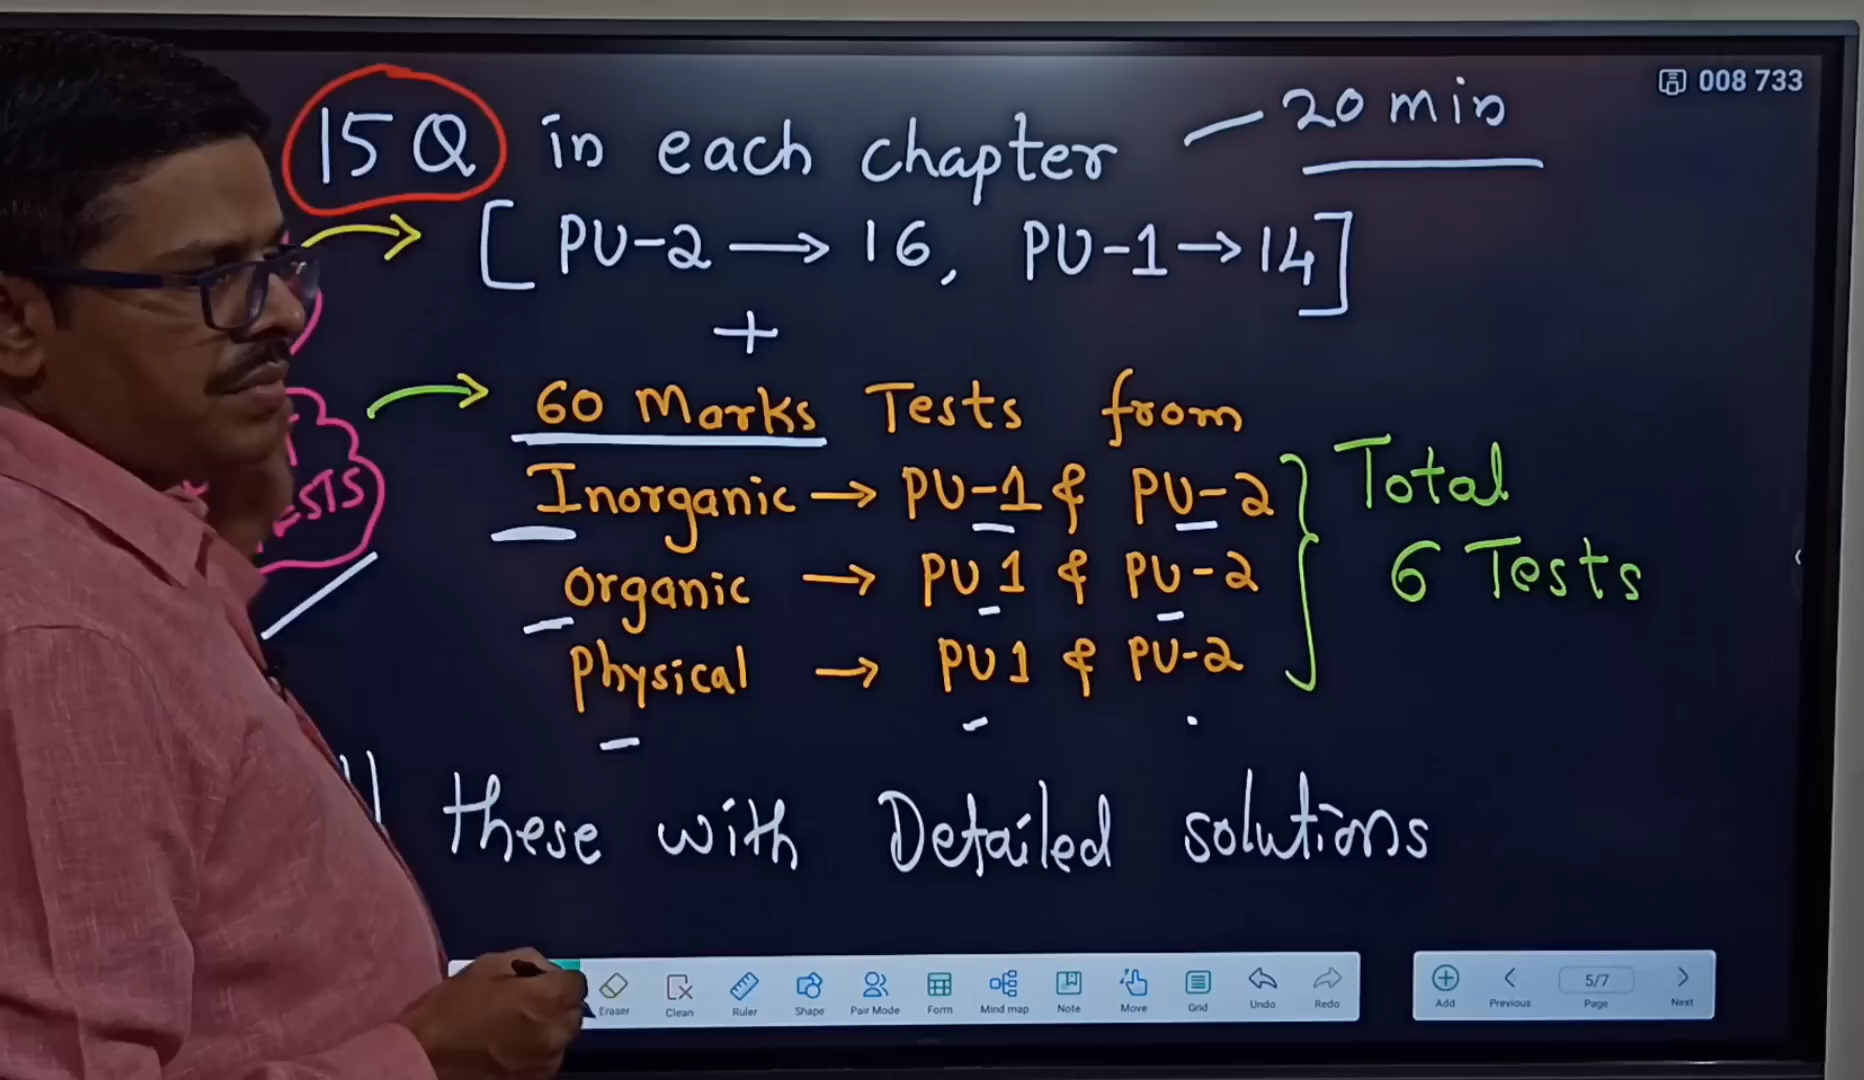 008 733
15 Q in each chapter — 20 min
[ PU-2 → 16, PU-1 → 14 ]
+
60 Marks Tests from
Inorganic → PU-1 & PU-2
Organic → PU 1 & PU-2
Physical → PU 1 & PU-2
Total
6 Tests
these with Detailed solutions
Eraser Clean Ruler Shape Pair Mode Form Mind map Note Move Grid Undo Redo
Add Previous 5/7 Page Next